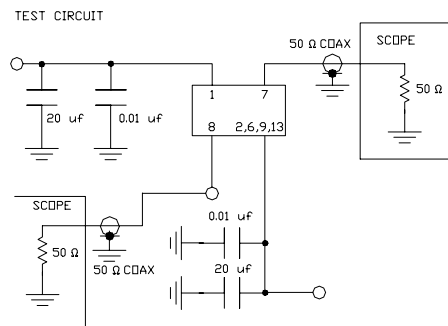 TEST CIRCUIT
50 Ω COAX
SCOPE
50 Ω
1 7
8 2,6,9,13
20 uf
0.01 uf
SCOPE
50 Ω
50 Ω COAX
0.01 uf
20 uf